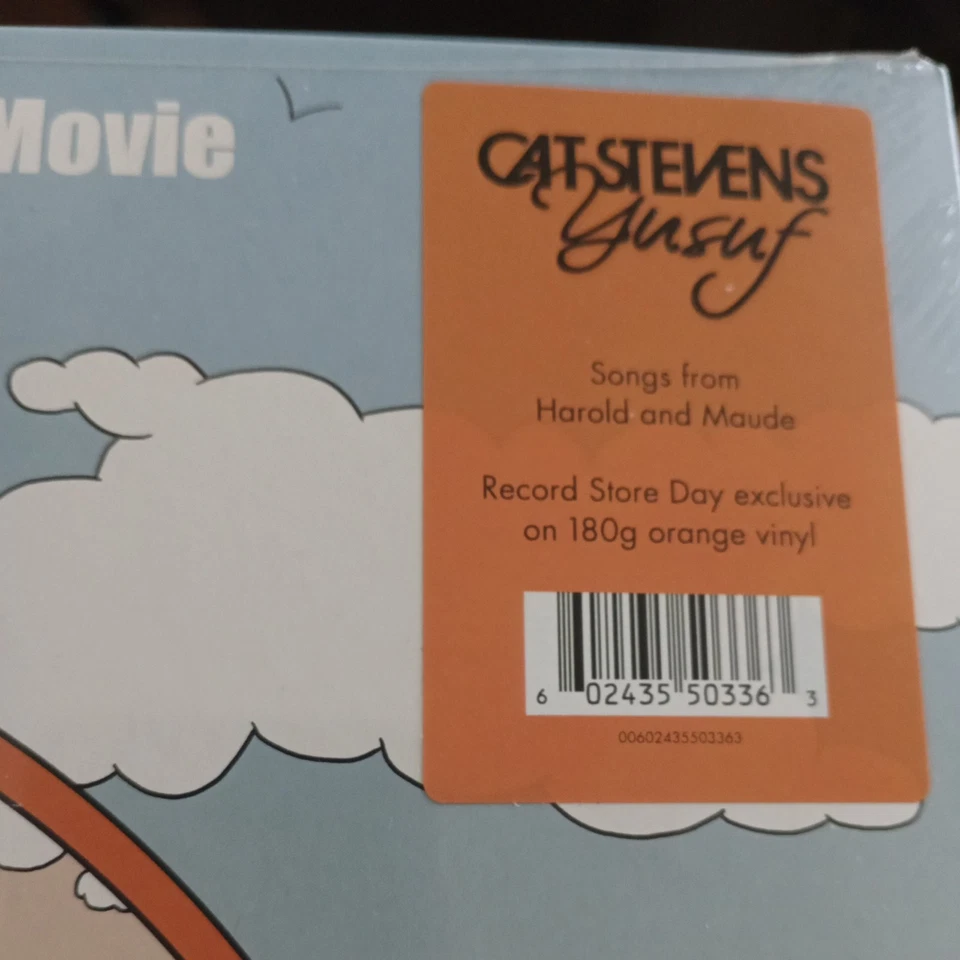 Movie
CAT STEVENS
Yusuf
Songs from
Harold and Maude
Record Store Day exclusive
on 180g orange vinyl
6 02435 50336 3
00602435503363